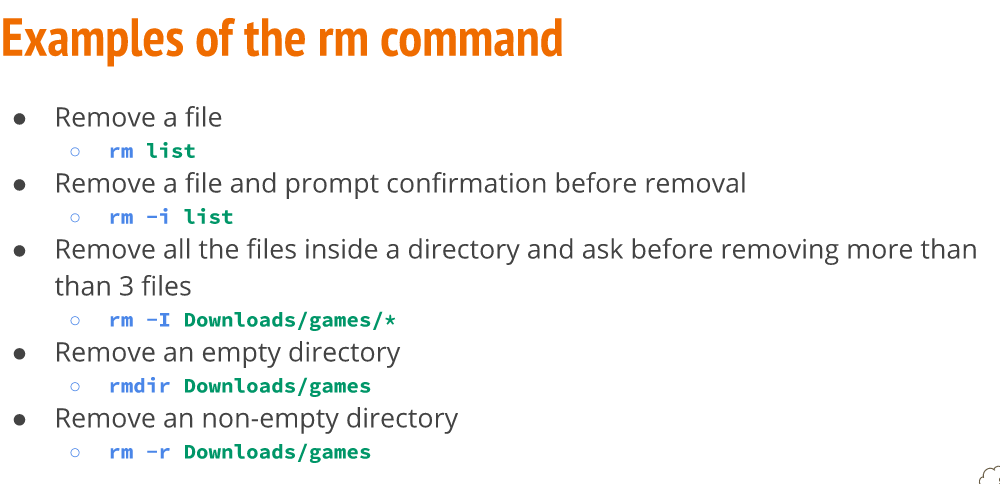 Examples of the rm command
● Remove a file
○ rm list
● Remove a file and prompt confirmation before removal
○ rm -i list
● Remove all the files inside a directory and ask before removing more than
than 3 files
○ rm -I Downloads/games/*
● Remove an empty directory
○ rmdir Downloads/games
● Remove an non-empty directory
○ rm -r Downloads/games